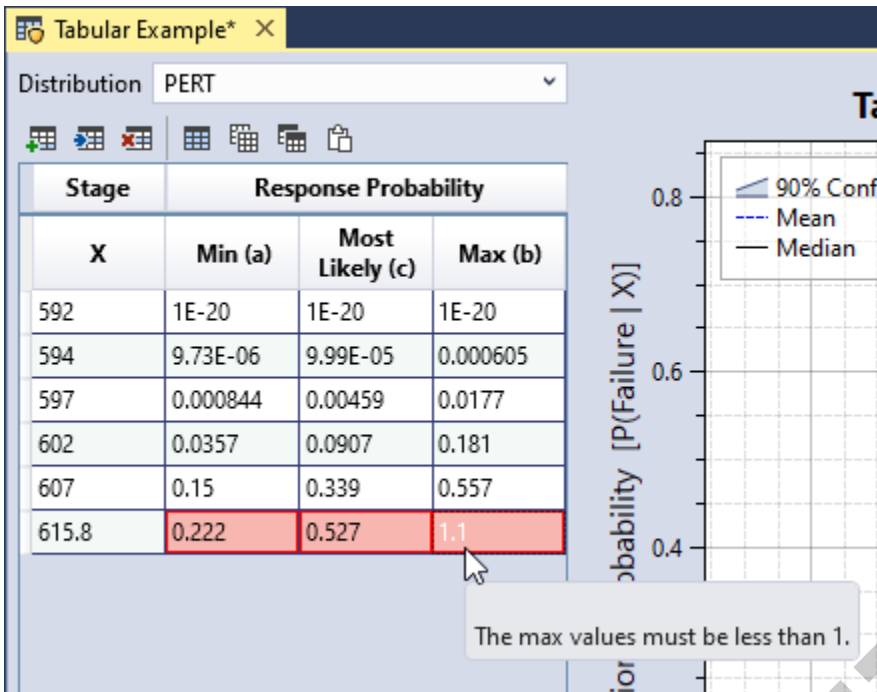 Tabular Example*
Distribution PERT
Stage Response Probability
X Min (a) Most Likely (c) Max (b)
592 1E-20 1E-20 1E-20
594 9.73E-06 9.99E-05 0.000605
597 0.000844 0.00459 0.0177
602 0.0357 0.0907 0.181
607 0.15 0.339 0.557
615.8 0.222 0.527 1.1
The max values must be less than 1.
0.8
0.6
0.4
90% Conf
Mean
Median
[P(Failure | X)]